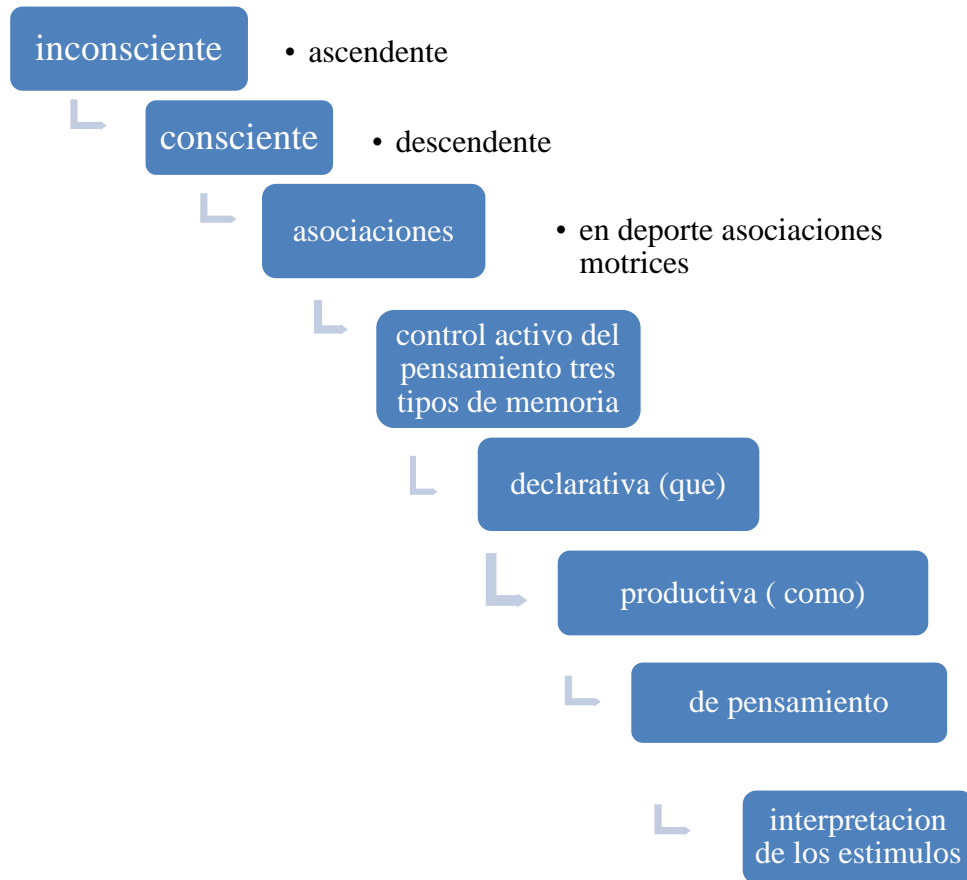 inconsciente
• ascendente
consciente
• descendente
asociaciones
• en deporte asociaciones
motrices
control activo del
pensamiento tres
tipos de memoria
declarativa (que)
productiva ( como)
de pensamiento
interpretacion
de los estimulos